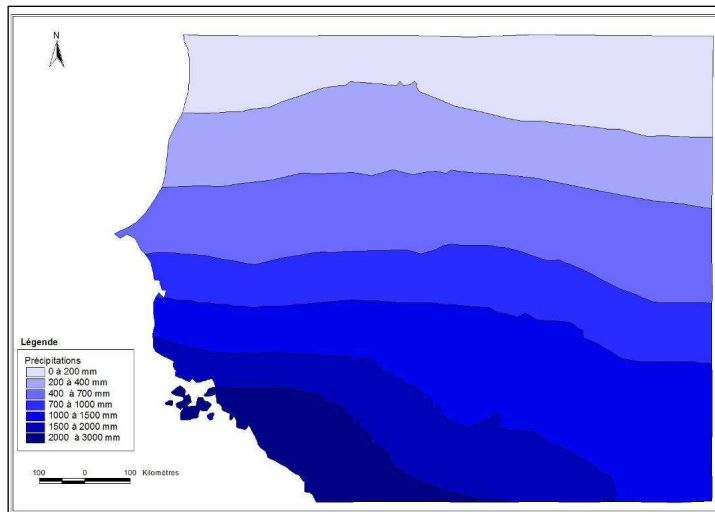 N
Légende
Précipitations
0 à 200 mm
200 à 400 mm
400 à 700 mm
700 à 1000 mm
1000 à 1500 mm
1500 à 2000 mm
2000 à 3000 mm
100 0 100 Kilomètres